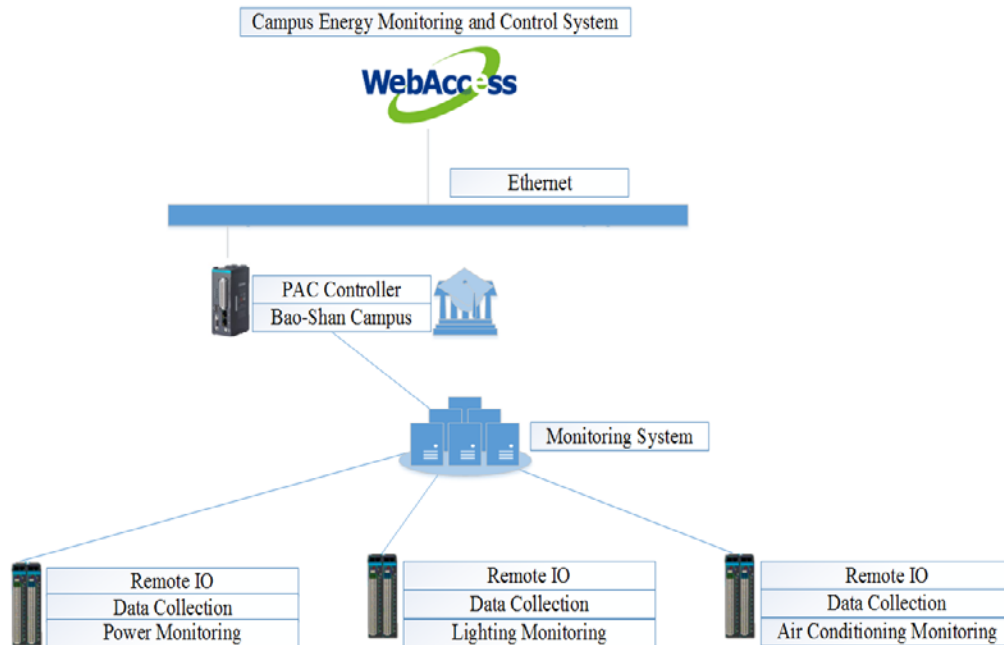 Campus Energy Monitoring and Control System
WebAccess
Ethernet
PAC Controller
Bao-Shan Campus
Monitoring System
Remote IO
Data Collection
Power Monitoring
Remote IO
Data Collection
Lighting Monitoring
Remote IO
Data Collection
Air Conditioning Monitoring